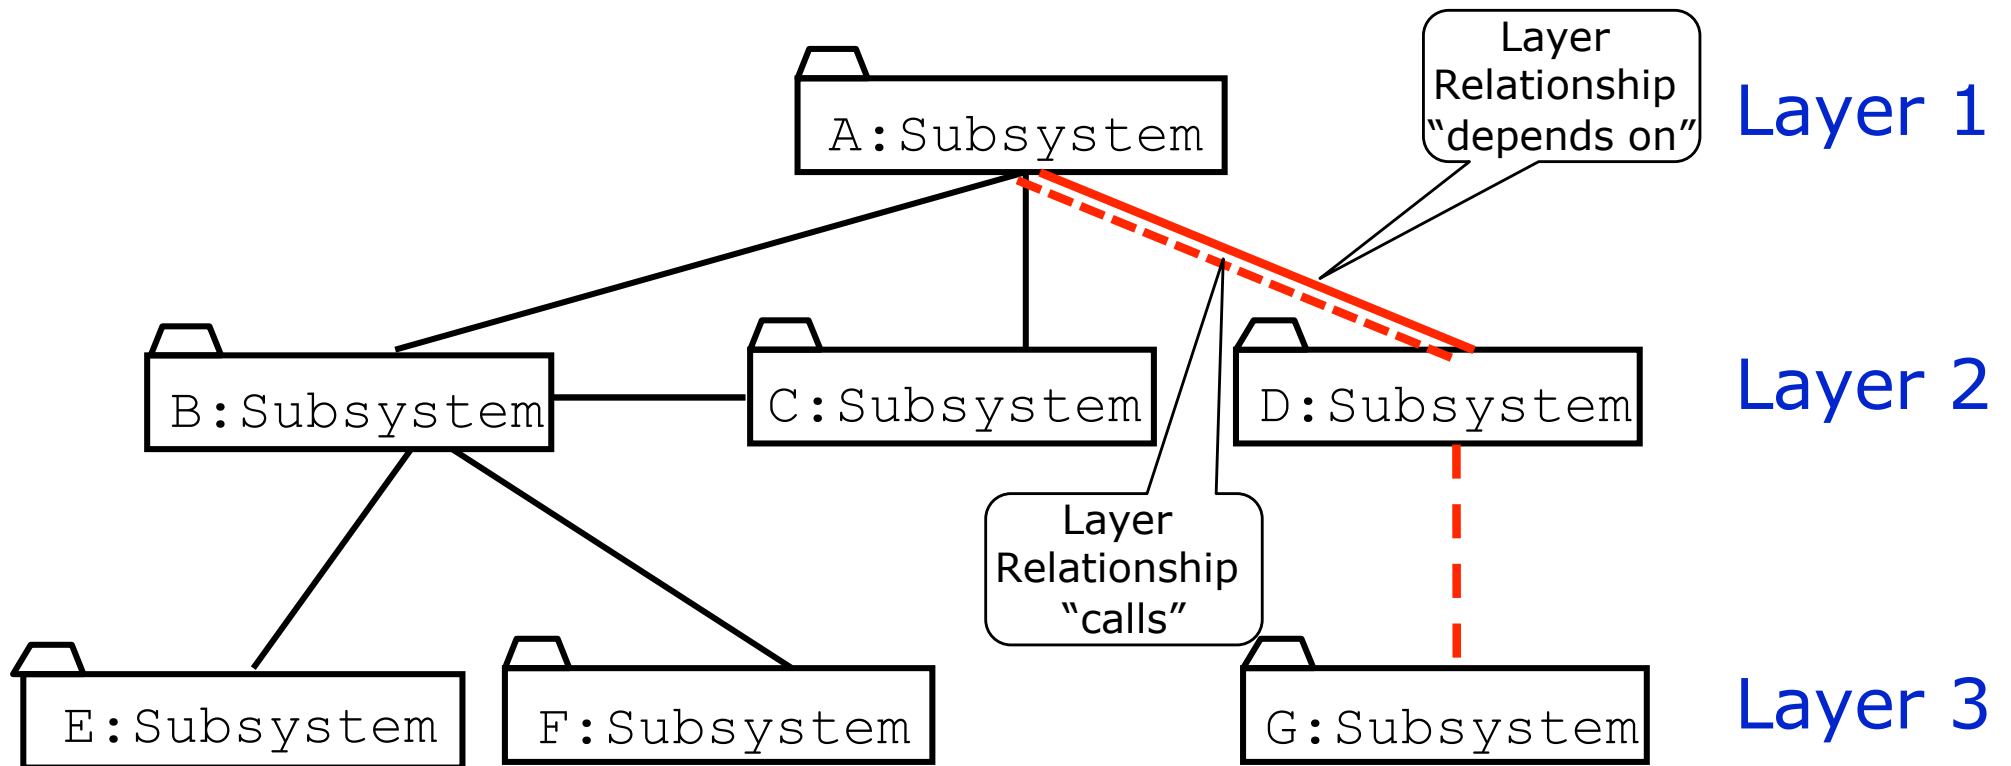 Layer
Relationship
“depends on”
Layer 1
A:Subsystem
B:Subsystem
C:Subsystem
D:Subsystem
Layer 2
Layer
Relationship
“calls”
E:Subsystem
F:Subsystem
G:Subsystem
Layer 3